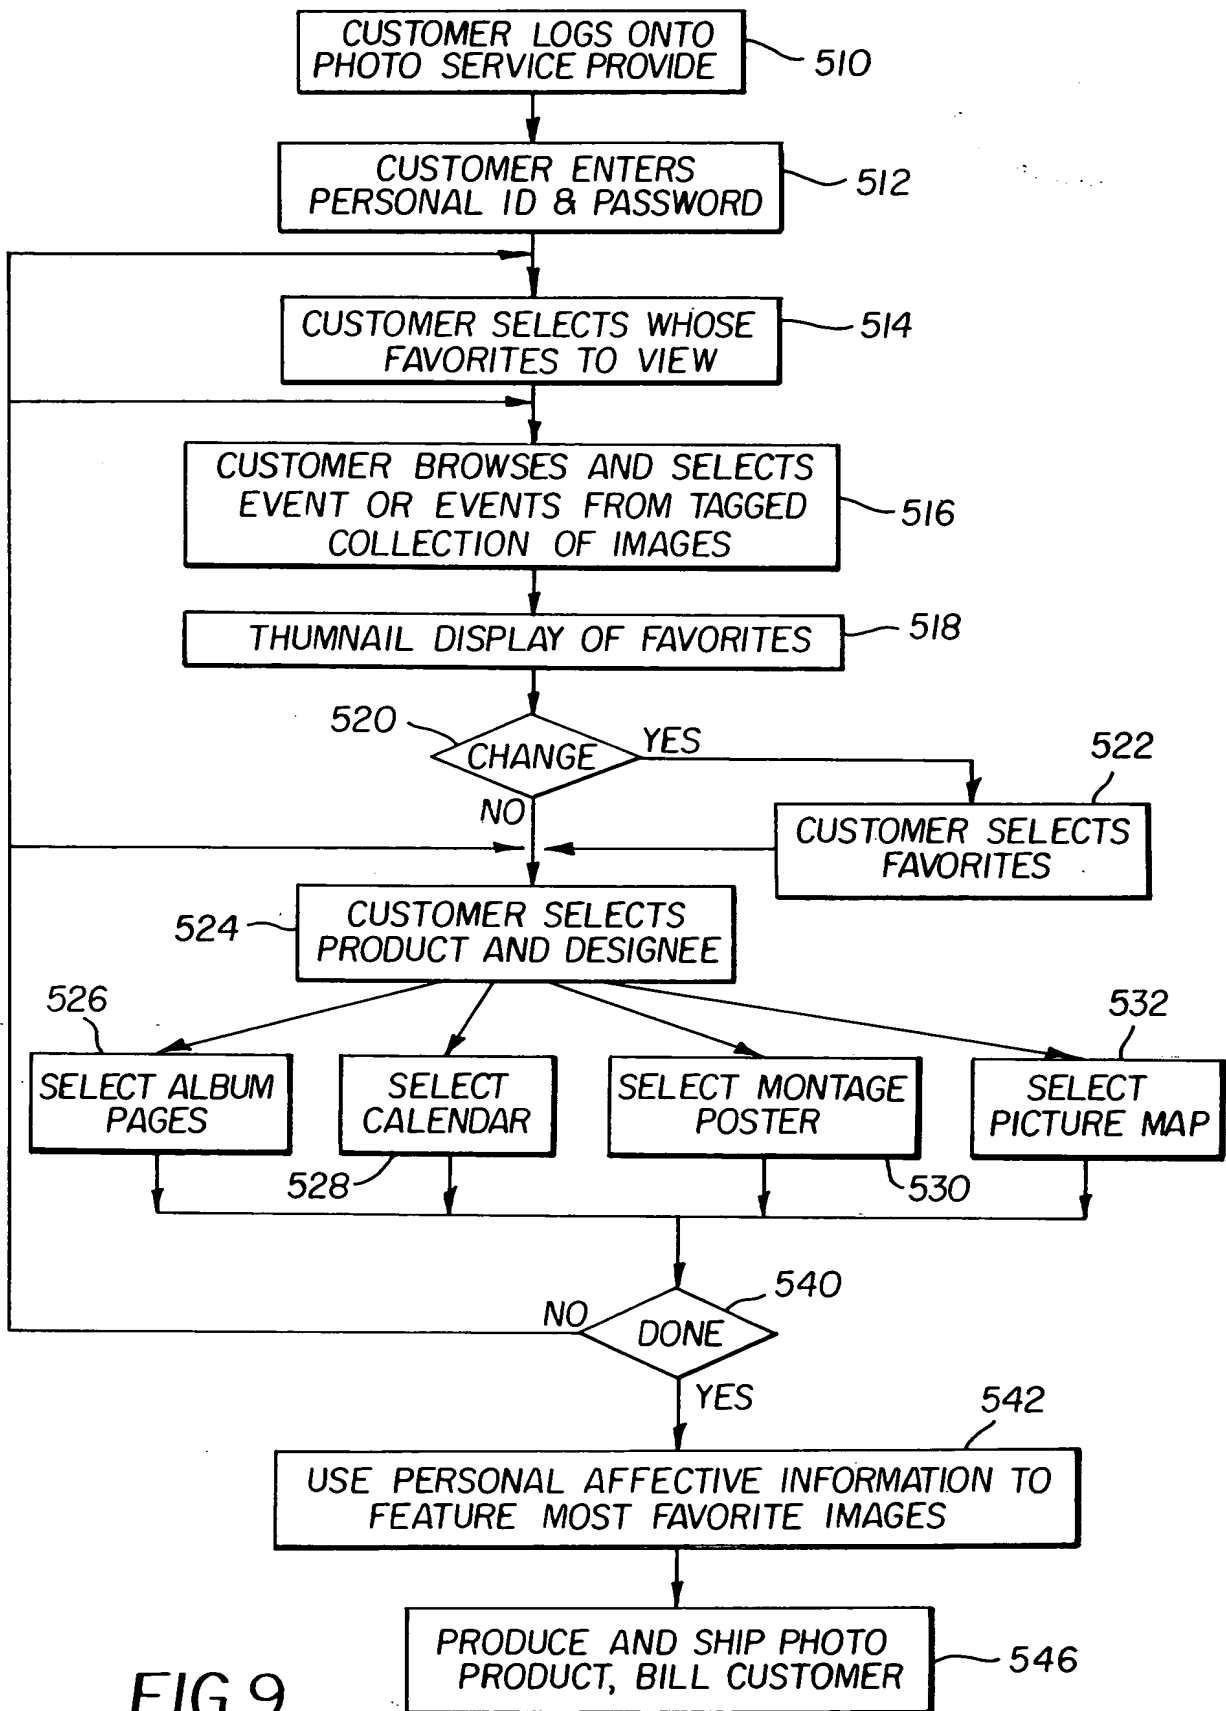 CUSTOMER LOGS ONTO
PHOTO SERVICE PROVIDE
510
CUSTOMER ENTERS
PERSONAL ID & PASSWORD
512
CUSTOMER SELECTS WHOSE
FAVORITES TO VIEW
514
CUSTOMER BROWSES AND SELECTS
EVENT OR EVENTS FROM TAGGED
COLLECTION OF IMAGES
516
THUMNAIL DISPLAY OF FAVORITES
518
520
CHANGE
YES
NO
522
CUSTOMER SELECTS
FAVORITES
524
CUSTOMER SELECTS
PRODUCT AND DESIGNEE
526
SELECT ALBUM
PAGES
SELECT
CALENDAR
528
SELECT MONTAGE
POSTER
530
532
SELECT
PICTURE MAP
540
NO
DONE
YES
542
USE PERSONAL AFFECTIVE INFORMATION TO
FEATURE MOST FAVORITE IMAGES
PRODUCE AND SHIP PHOTO
PRODUCT, BILL CUSTOMER
546
FIG.9